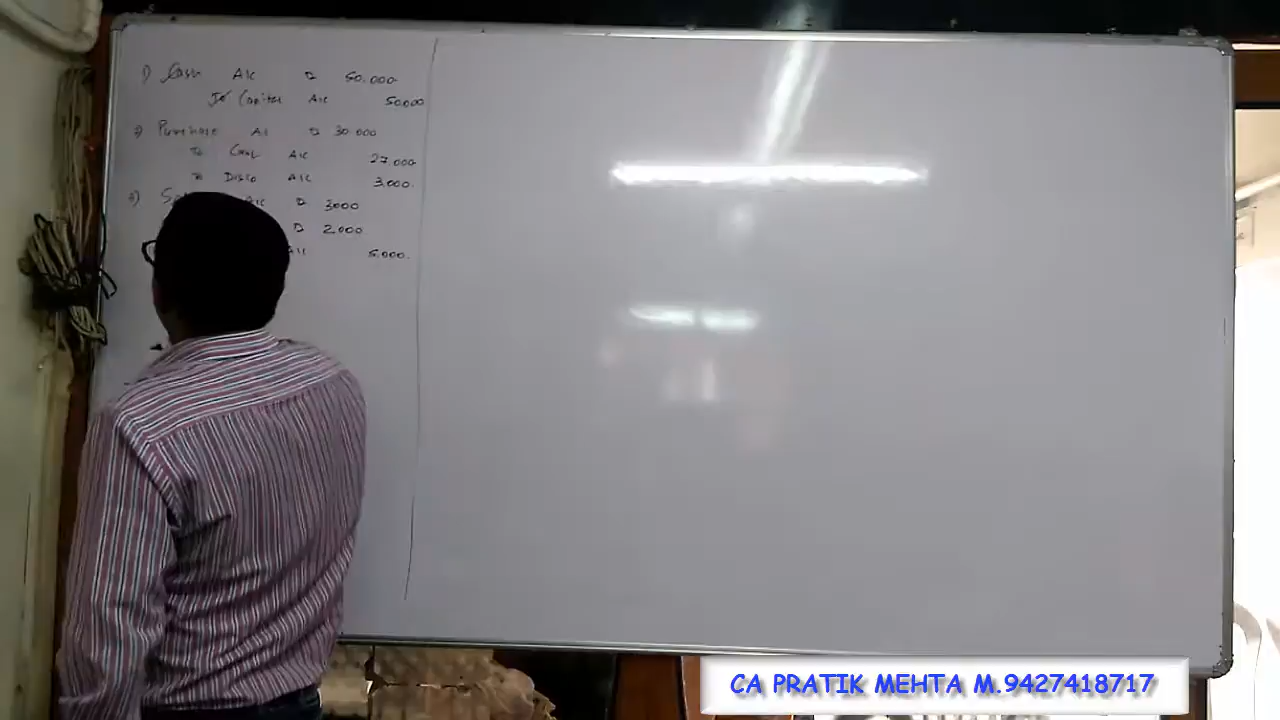 1) Cash A/c Dr 50.000
To Capital A/c 50.000
2) Purchase A/c Dr 30.000
To Cash A/c 27.000
To Disco A/c 3.000.
3) A/c Dr 3000
Dr 2.000
A/c 5.000.
CA PRATIK MEHTA M.9427418717